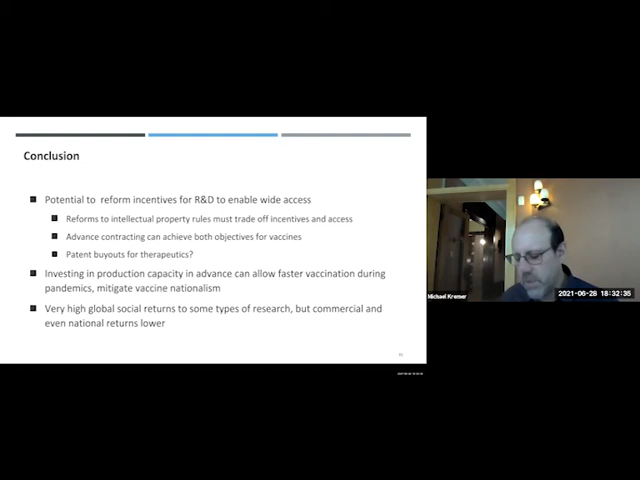 Conclusion
Potential to reform incentives for R&D to enable wide access
Reforms to intellectual property rules must trade off incentives and access
Advance contracting can achieve both objectives for vaccines
Patent buyouts for therapeutics?
Investing in production capacity in advance can allow faster vaccination during
pandemics, mitigate vaccine nationalism
Very high global social returns to some types of research, but commercial and
even national returns lower
Michael Kremer
2021-06-28 18:32:35